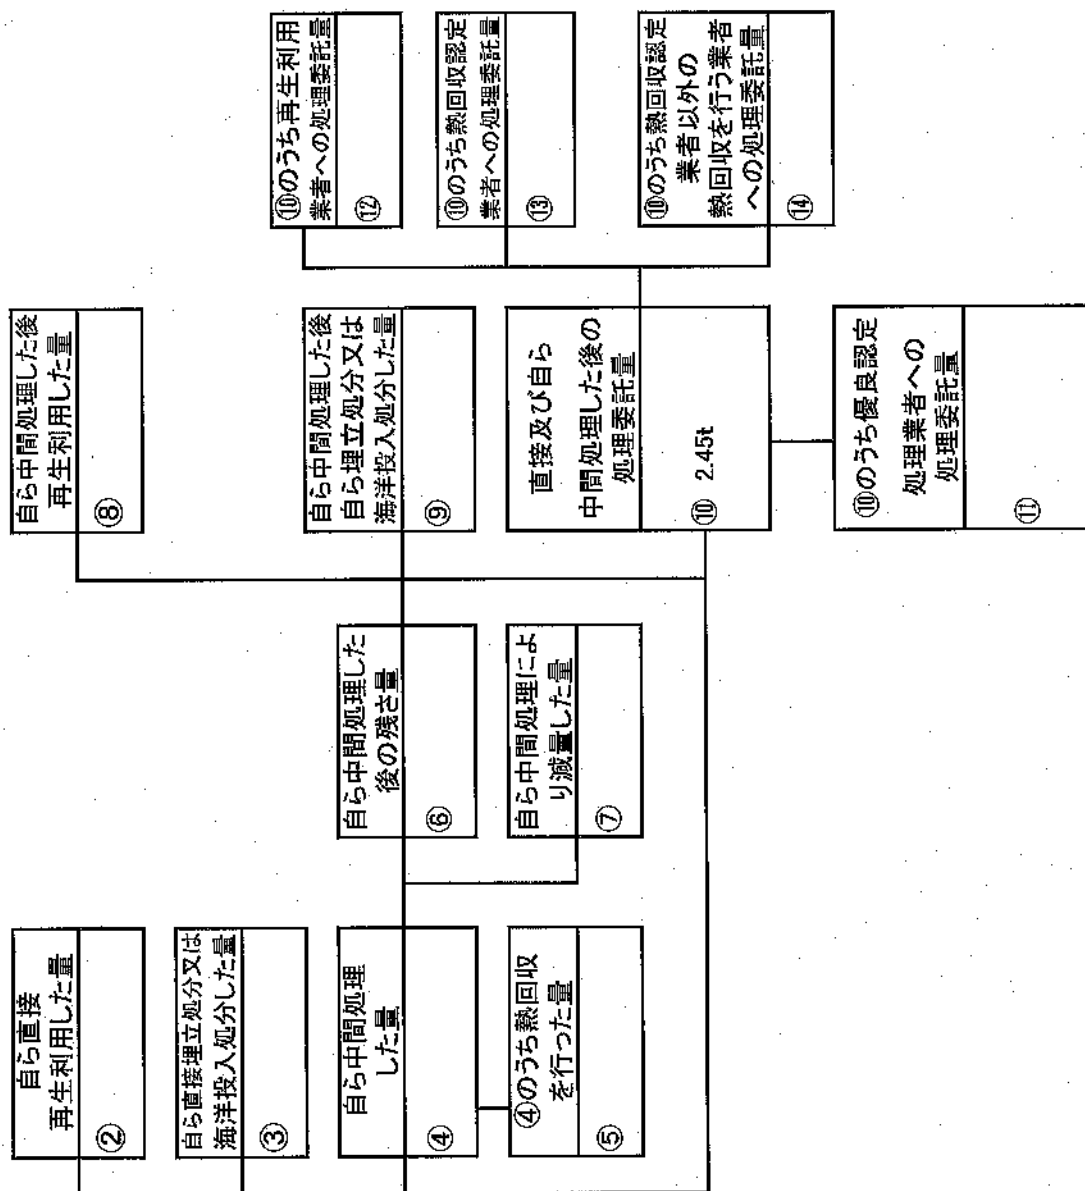 自ら直接
再生利用した量
②
自ら直接埋立処分又は
海洋投入処分した量
③
自ら中間処理
した量
④
④のうち熱回収
を行った量
⑤
自ら中間処理した
後の残さ量
⑥
自ら中間処理によ
り減量した量
⑦
自ら中間処理した後
再生利用した量
⑧
自ら中間処理した後
自ら埋立処分又は
海洋投入処分した量
⑨
直接及び自ら
中間処理した後の
処理委託量
⑩ 2.45t
⑩のうち優良認定
処理業者への
処理委託量
⑪
⑩のうち再生利用
業者への処理委託量
⑫
⑩のうち熱回収認定
業者への処理委託量
⑬
⑩のうち熱回収認定
業者以外の
熱回収を行う業者
への処理委託量
⑭